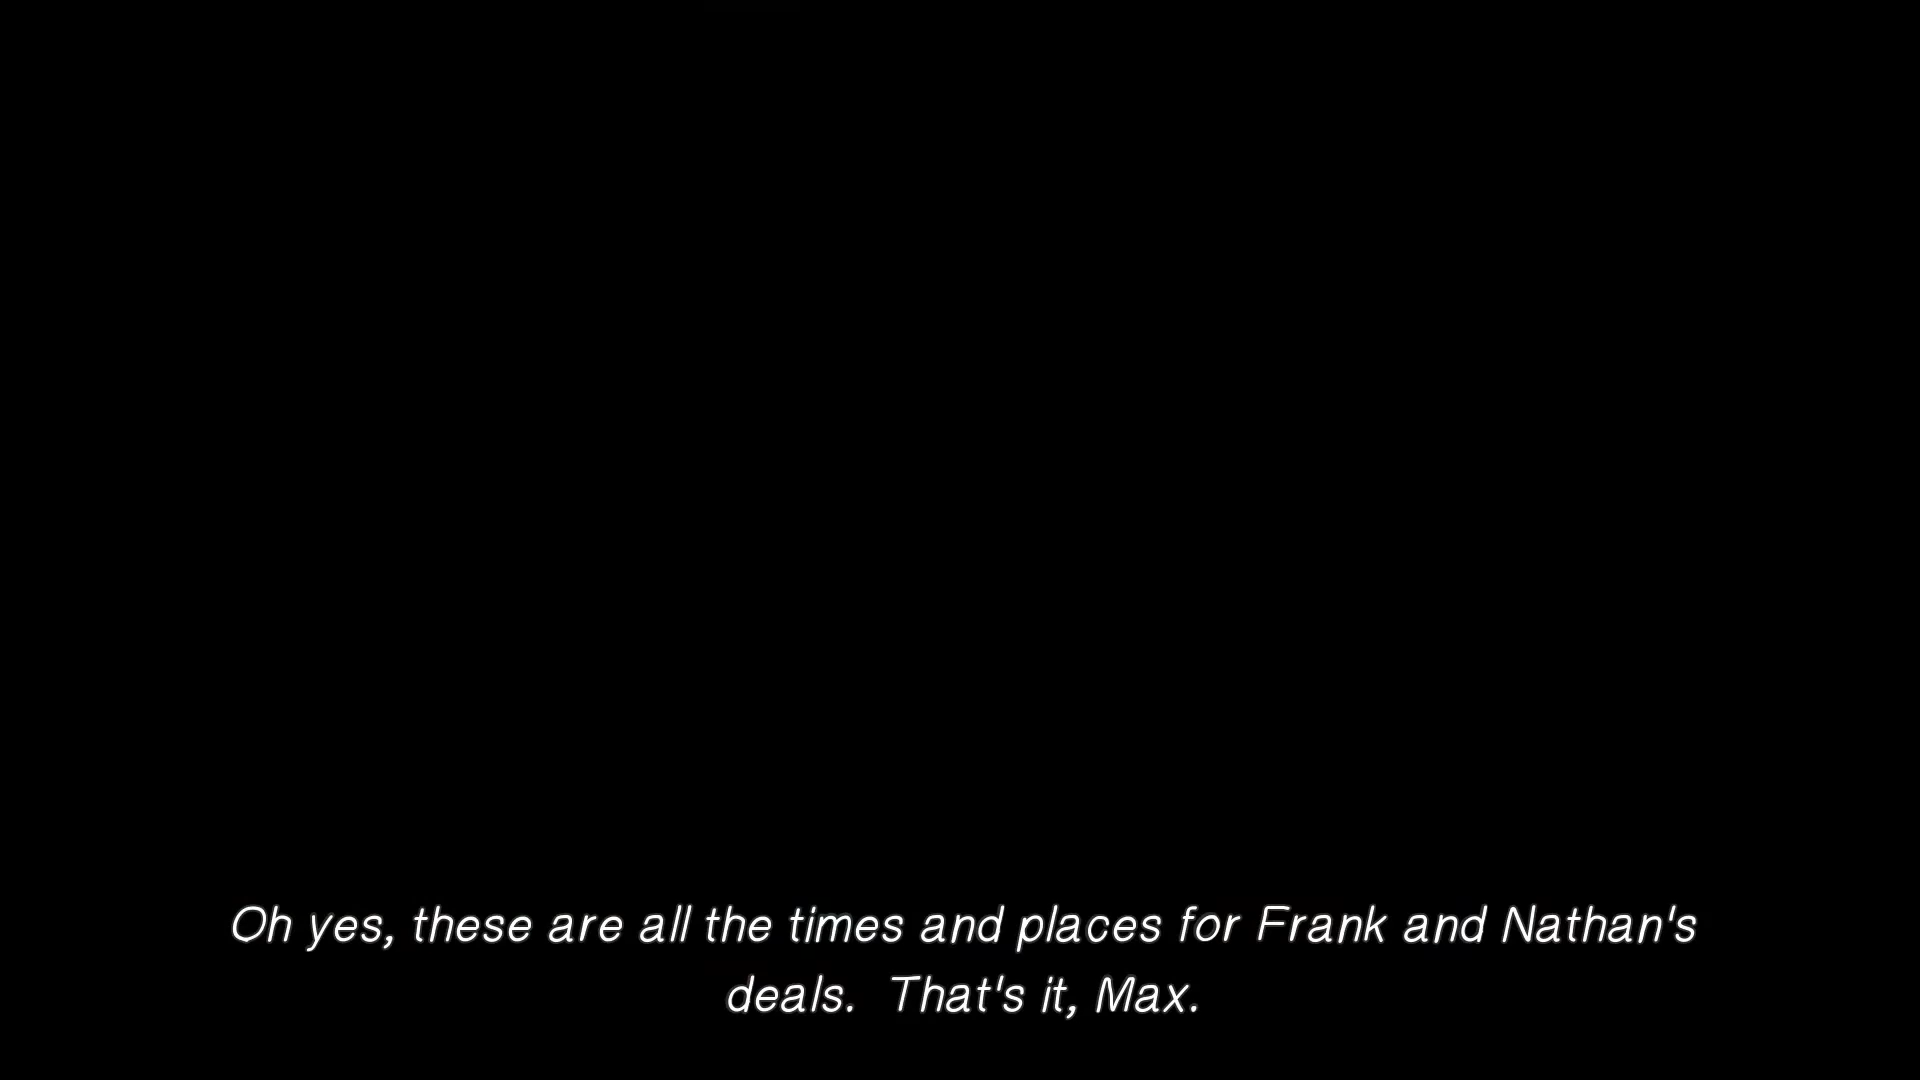 Oh yes, these are all the times and places for Frank and Nathan's
deals.  That's it, Max.